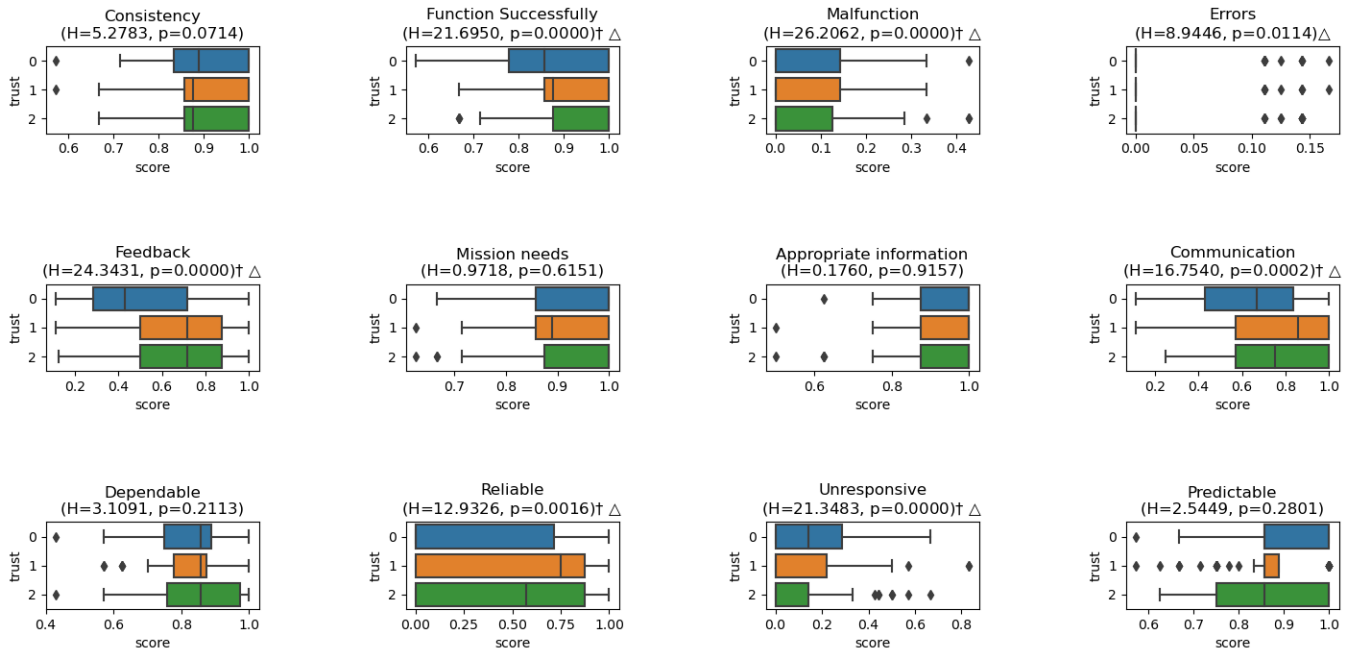 Consistency
(H=5.2783, p=0.0714)
trust
0
1
2
0.6 0.7 0.8 0.9 1.0
score
Function Successfully
(H=21.6950, p=0.0000)† △
trust
0
1
2
0.6 0.7 0.8 0.9 1.0
score
Malfunction
(H=26.2062, p=0.0000)† △
trust
0
1
2
0.0 0.1 0.2 0.3 0.4
score
Errors
(H=8.9446, p=0.0114)△
trust
0
1
2
0.00 0.05 0.10 0.15
score
Feedback
(H=24.3431, p=0.0000)† △
trust
0
1
2
0.2 0.4 0.6 0.8 1.0
score
Mission needs
(H=0.9718, p=0.6151)
trust
0
1
2
0.7 0.8 0.9 1.0
score
Appropriate information
(H=0.1760, p=0.9157)
trust
0
1
2
0.6 0.8 1.0
score
Communication
(H=16.7540, p=0.0002)† △
trust
0
1
2
0.2 0.4 0.6 0.8 1.0
score
Dependable
(H=3.1091, p=0.2113)
trust
0
1
2
0.4 0.6 0.8 1.0
score
Reliable
(H=12.9326, p=0.0016)† △
trust
0
1
2
0.00 0.25 0.50 0.75 1.00
score
Unresponsive
(H=21.3483, p=0.0000)† △
trust
0
1
2
0.0 0.2 0.4 0.6 0.8
score
Predictable
(H=2.5449, p=0.2801)
trust
0
1
2
0.6 0.7 0.8 0.9 1.0
score